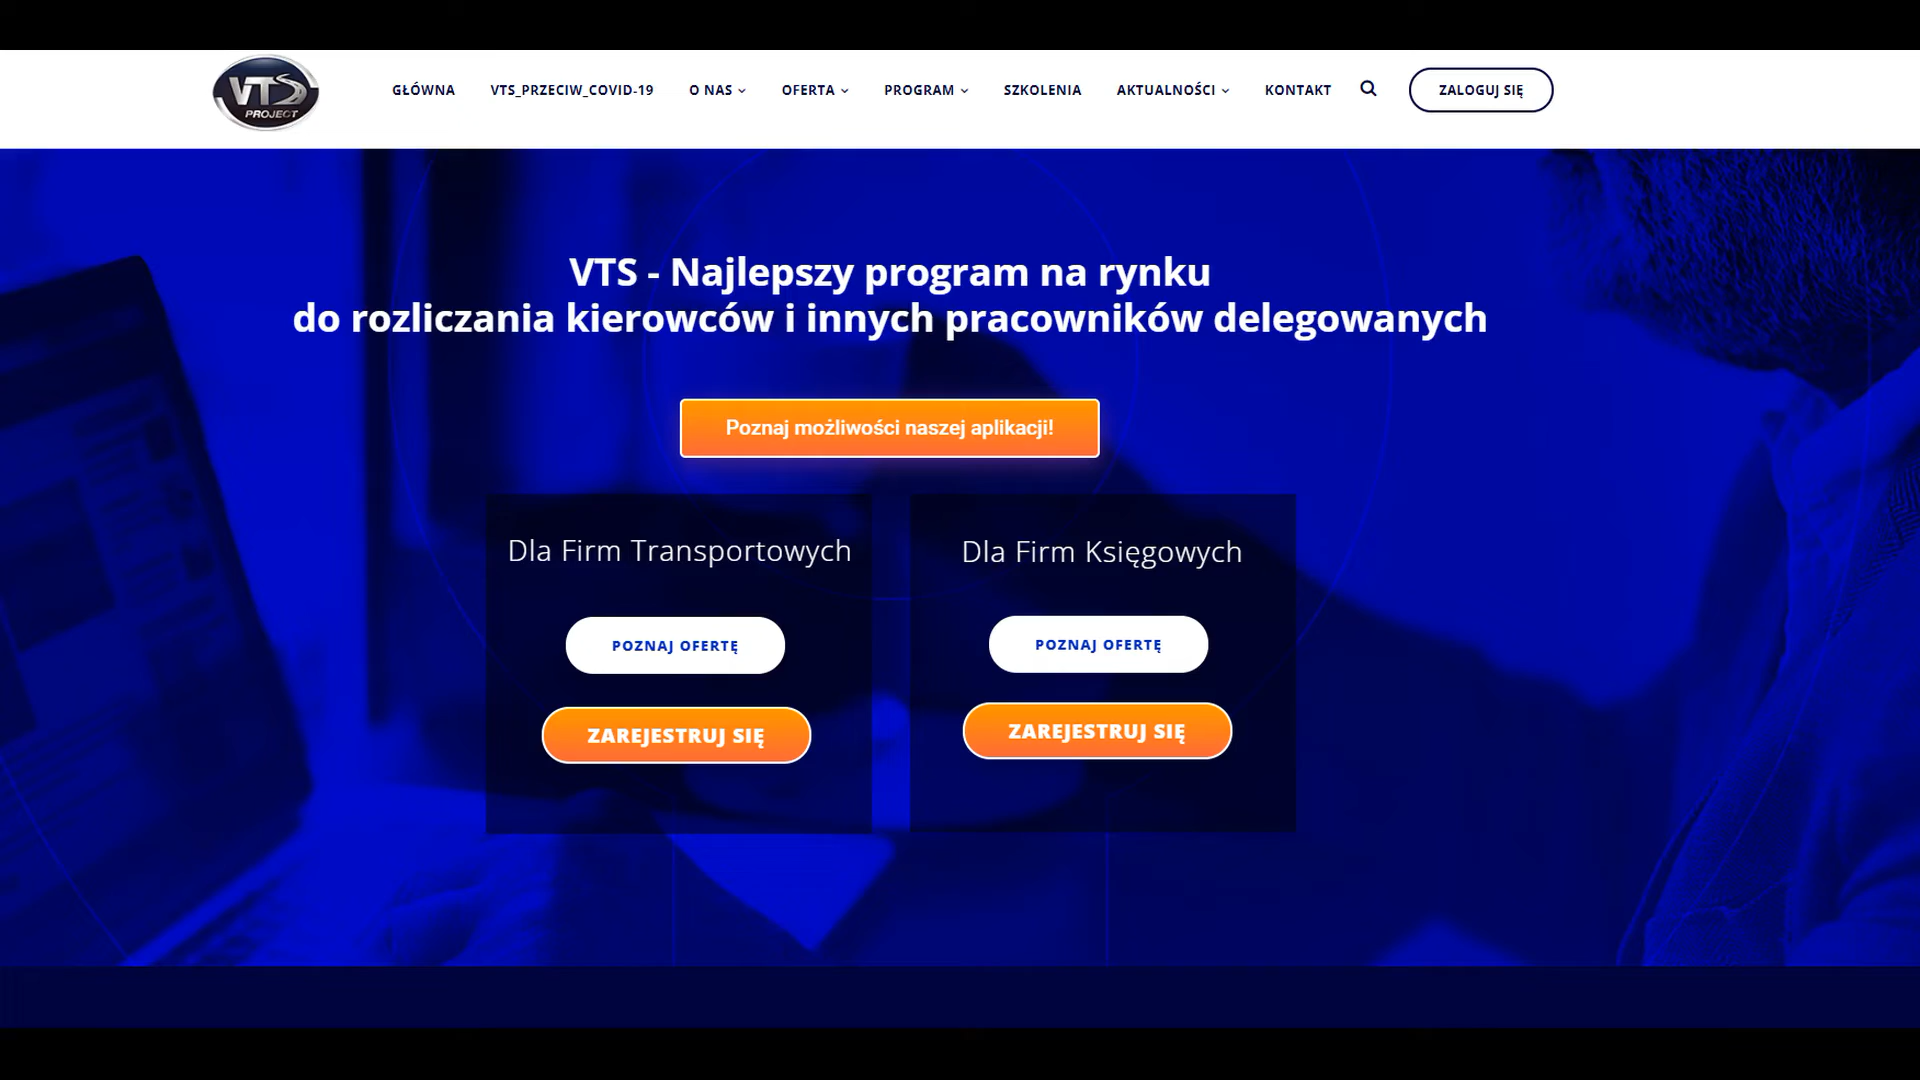 VTS
PROJECT
GŁÓWNA VTS_PRZECIW_COVID-19 O NAS OFERTA PROGRAM SZKOLENIA AKTUALNOŚCI KONTAKT ZALOGUJ SIĘ
VTS - Najlepszy program na rynku
do rozliczania kierowców i innych pracowników delegowanych
Poznaj możliwości naszej aplikacji!
Dla Firm Transportowych
POZNAJ OFERTĘ
ZAREJESTRUJ SIĘ
Dla Firm Księgowych
POZNAJ OFERTĘ
ZAREJESTRUJ SIĘ